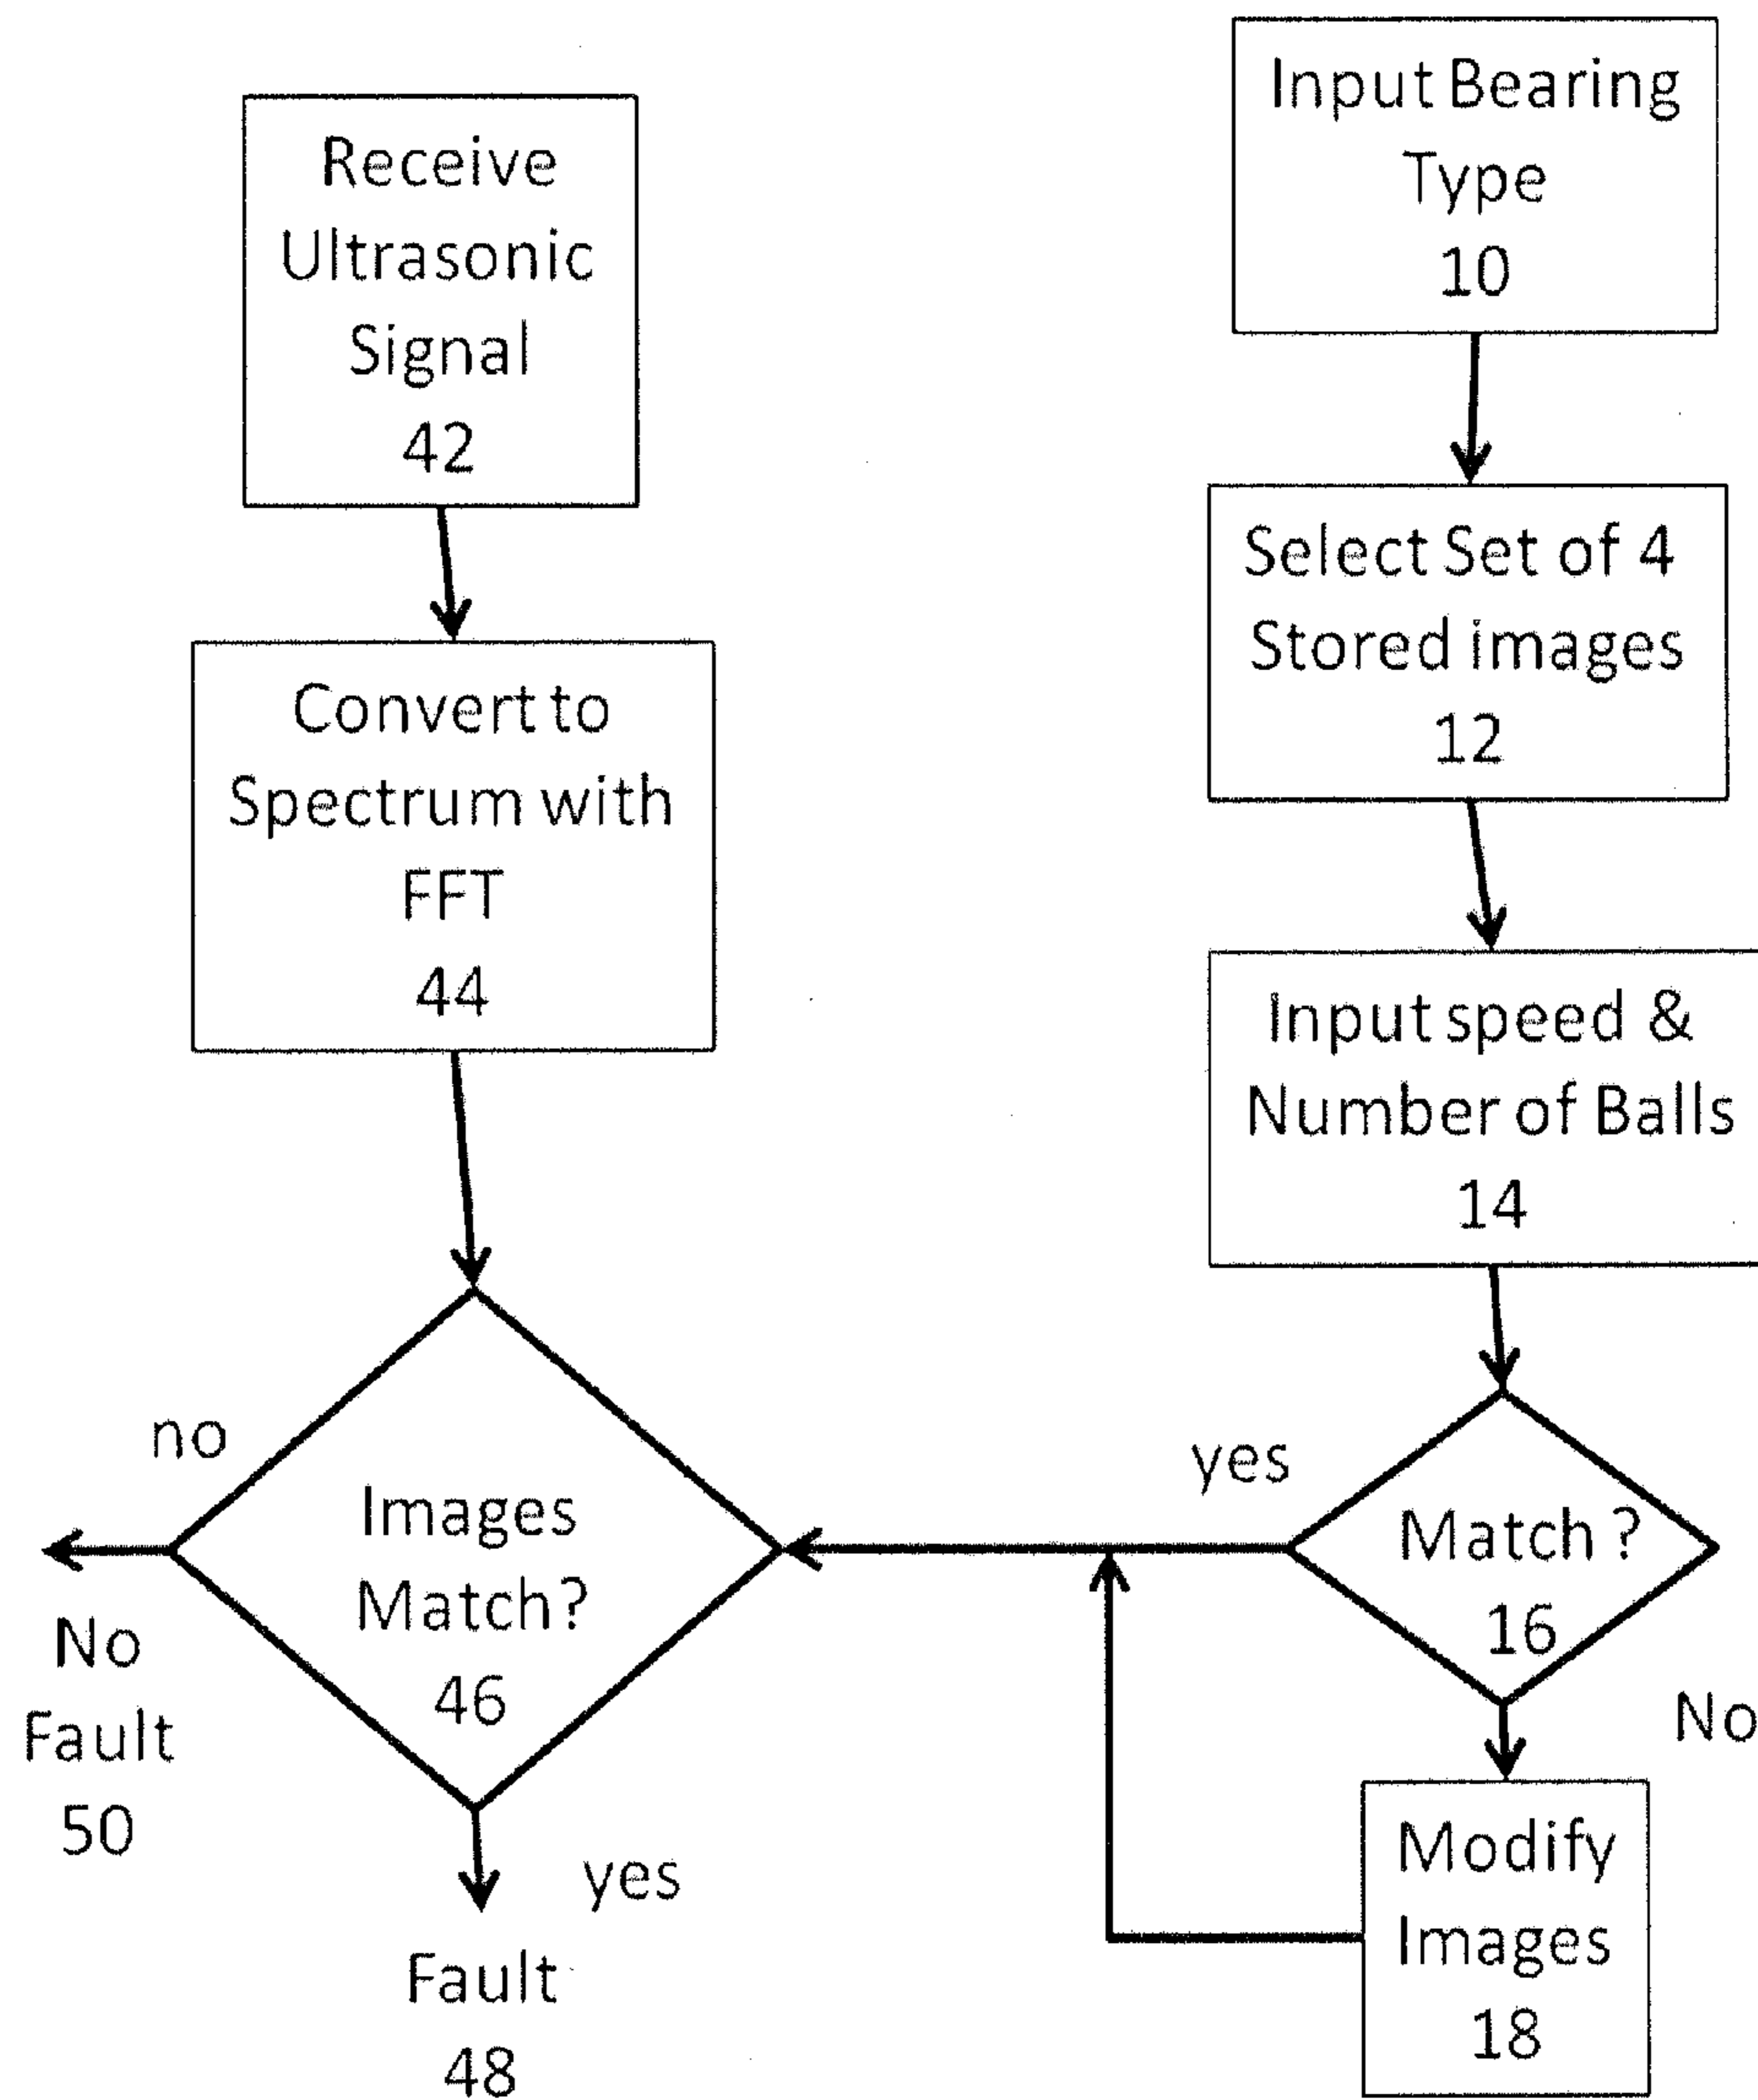 Receive
Ultrasonic
Signal
42
Convert to
Spectrum with
FFT
44
no
Images
Match?
46
No
Fault
50
yes
Fault
48
Input Bearing
Type
10
Select Set of 4
Stored images
12
Input speed &
Number of Balls
14
yes
Match ?
16
No
Modify
Images
18